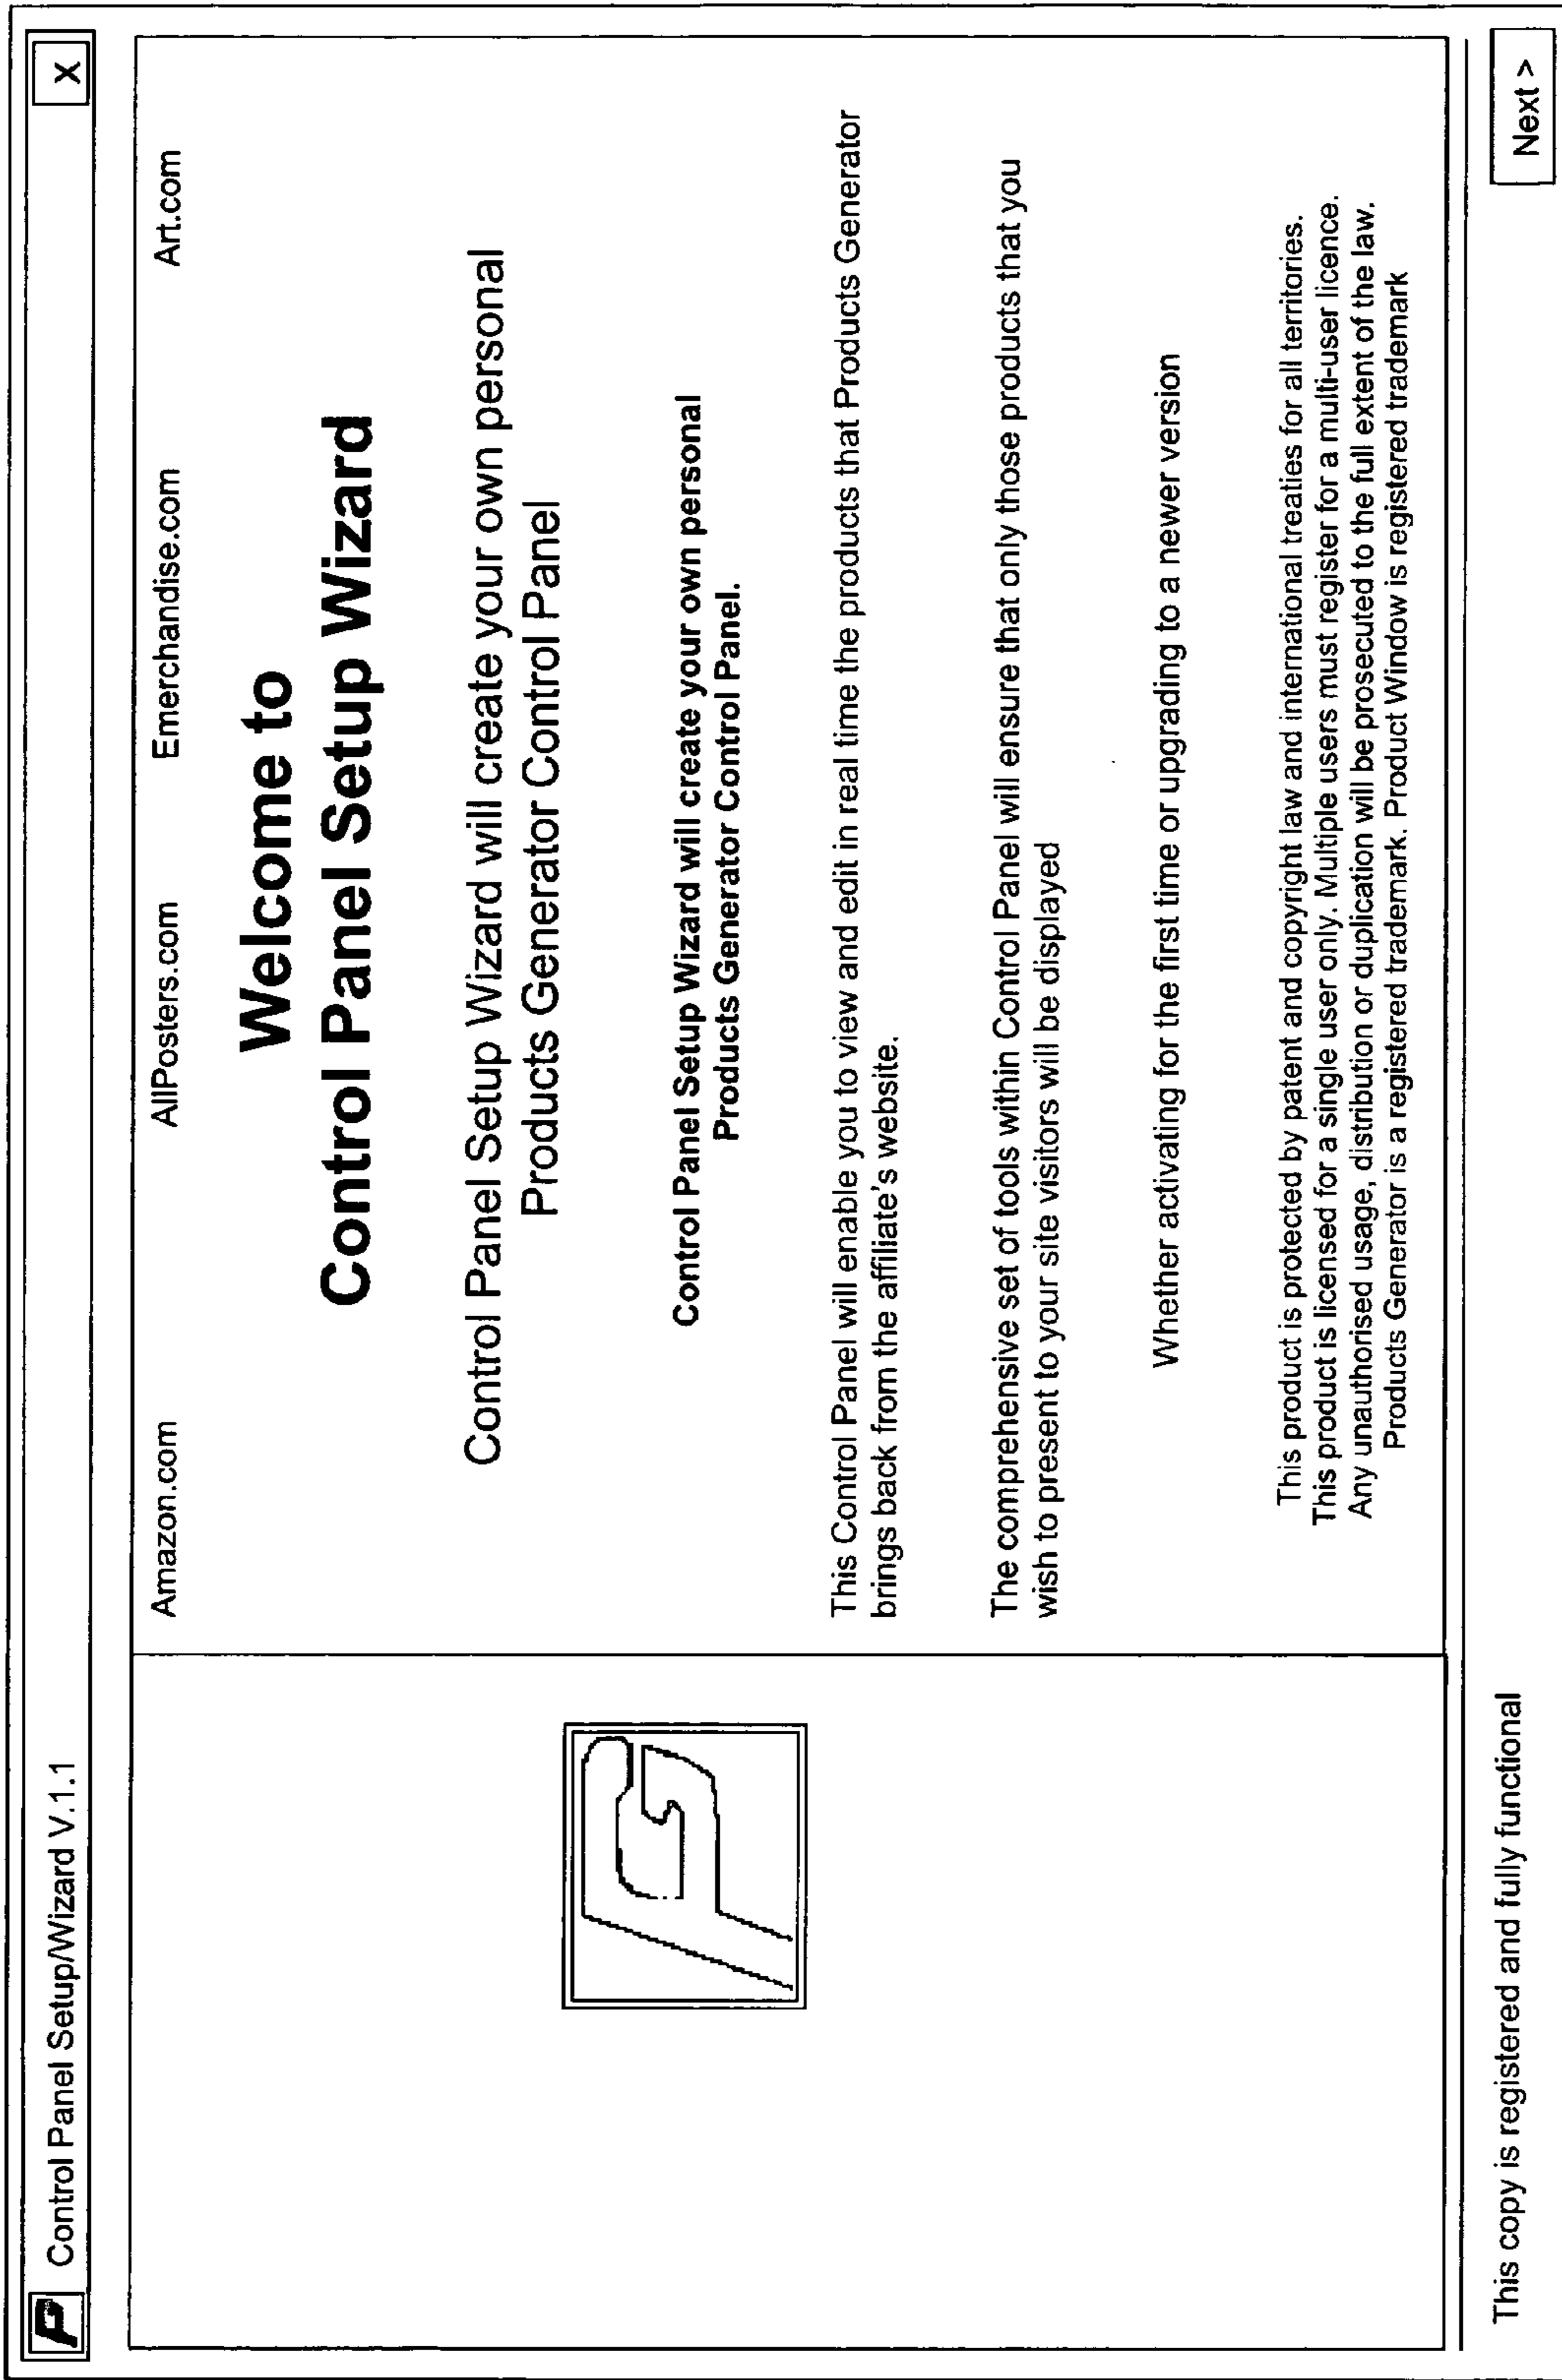 Control Panel Setup/Wizard V.1.1
X
Amazon.com AllPosters.com Emerchandise.com Art.com
Welcome to
Control Panel Setup Wizard
Control Panel Setup Wizard will create your own personal
Products Generator Control Panel
Control Panel Setup Wizard will create your own personal
Products Generator Control Panel.
This Control Panel will enable you to view and edit in real time the products that Products Generator
brings back from the affiliate's website.
The comprehensive set of tools within Control Panel will ensure that only those products that you
wish to present to your site visitors will be displayed
Whether activating for the first time or upgrading to a newer version
This product is protected by patent and copyright law and international treaties for all territories.
This product is licensed for a single user only. Multiple users must register for a multi-user licence.
Any unauthorised usage, distribution or duplication will be prosecuted to the full extent of the law.
Products Generator is a registered trademark. Product Window is registered trademark
This copy is registered and fully functional
Next >